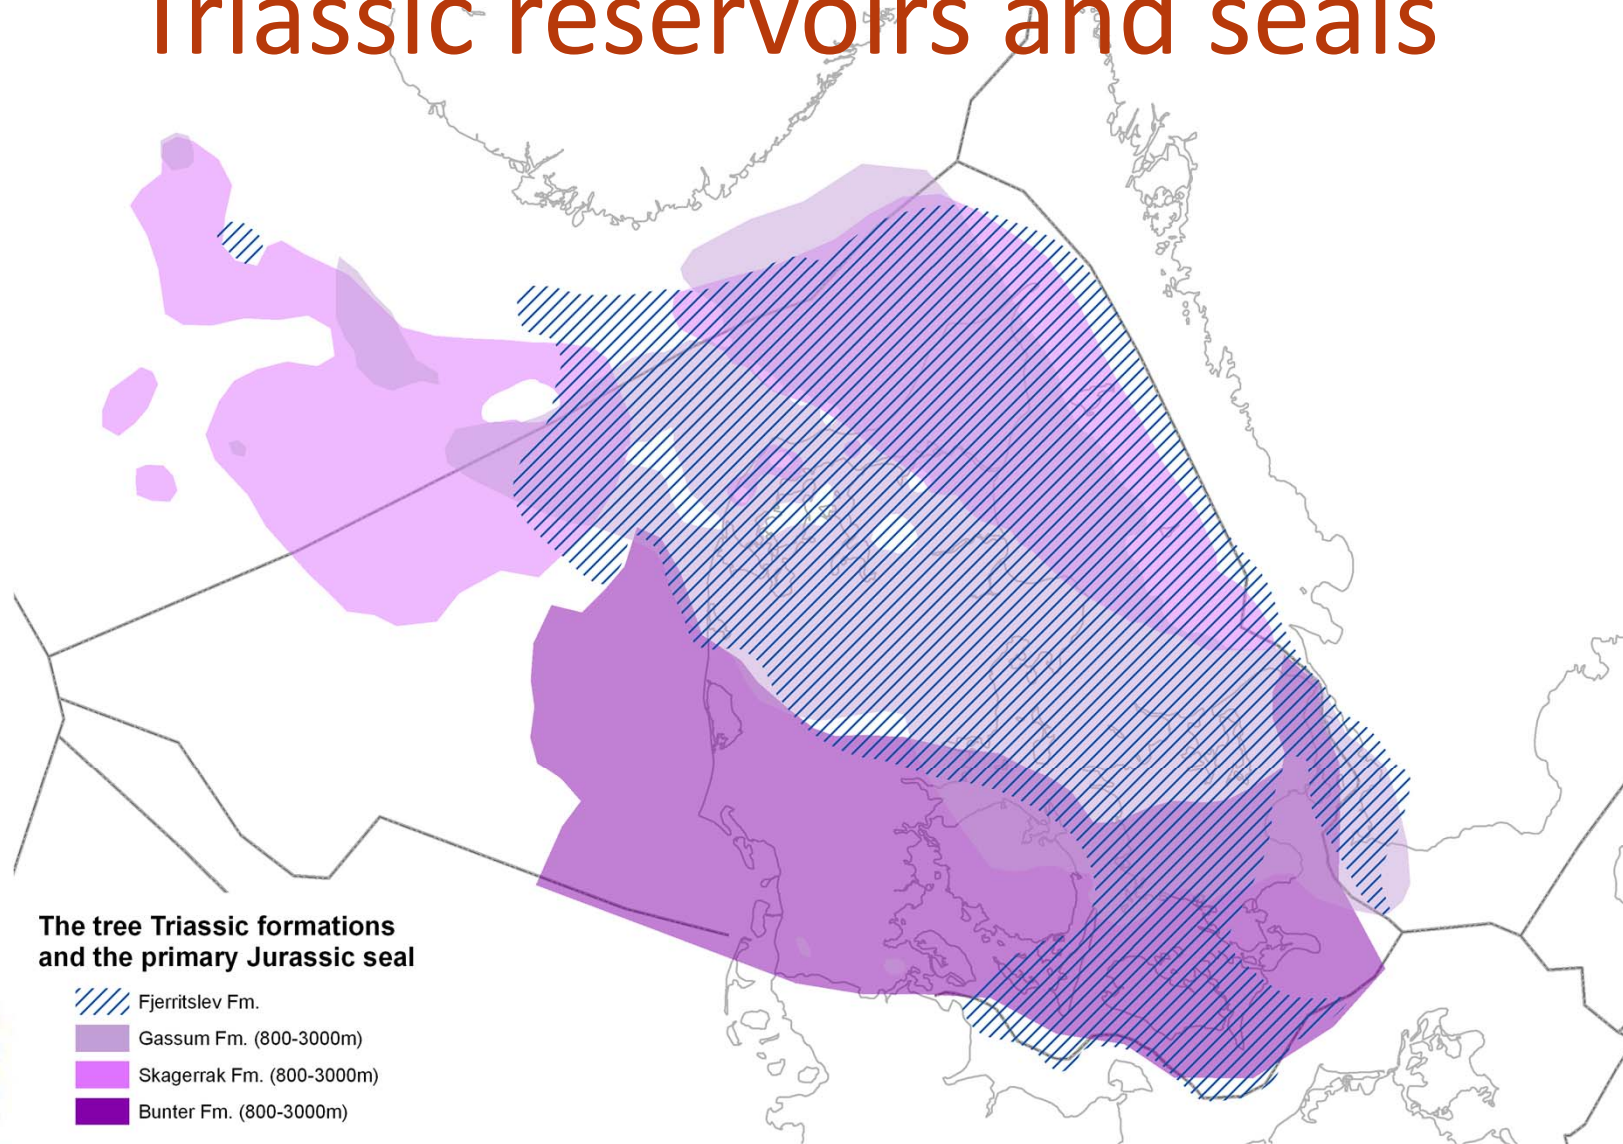 Triassic reservoirs and seals
The tree Triassic formations
and the primary Jurassic seal
Fjerritslev Fm.
Gassum Fm. (800-3000m)
Skagerrak Fm. (800-3000m)
Bunter Fm. (800-3000m)